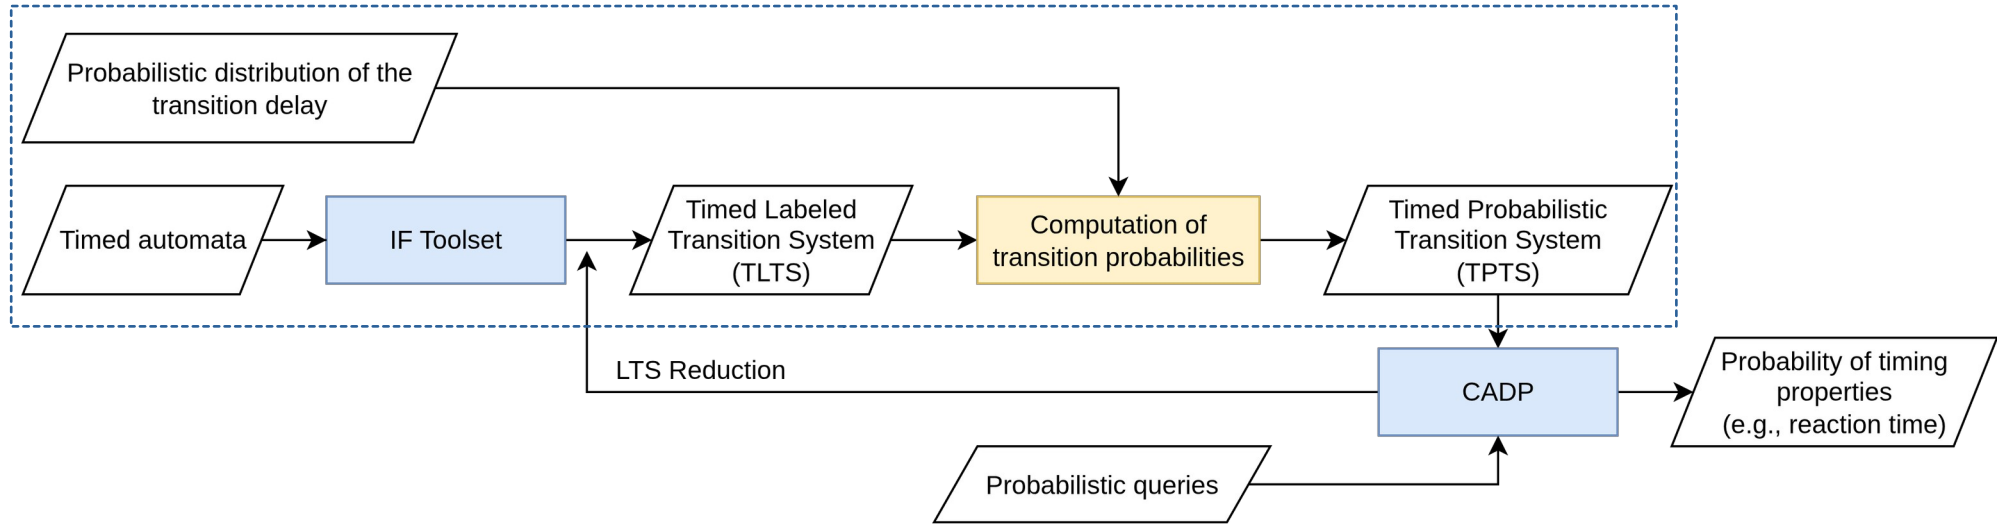 Probabilistic distribution of the
transition delay
Timed automata
IF Toolset
Timed Labeled
Transition System
(TLTS)
Computation of
transition probabilities
Timed Probabilistic
Transition System
(TPTS)
LTS Reduction
CADP
Probability of timing
properties
(e.g., reaction time)
Probabilistic queries